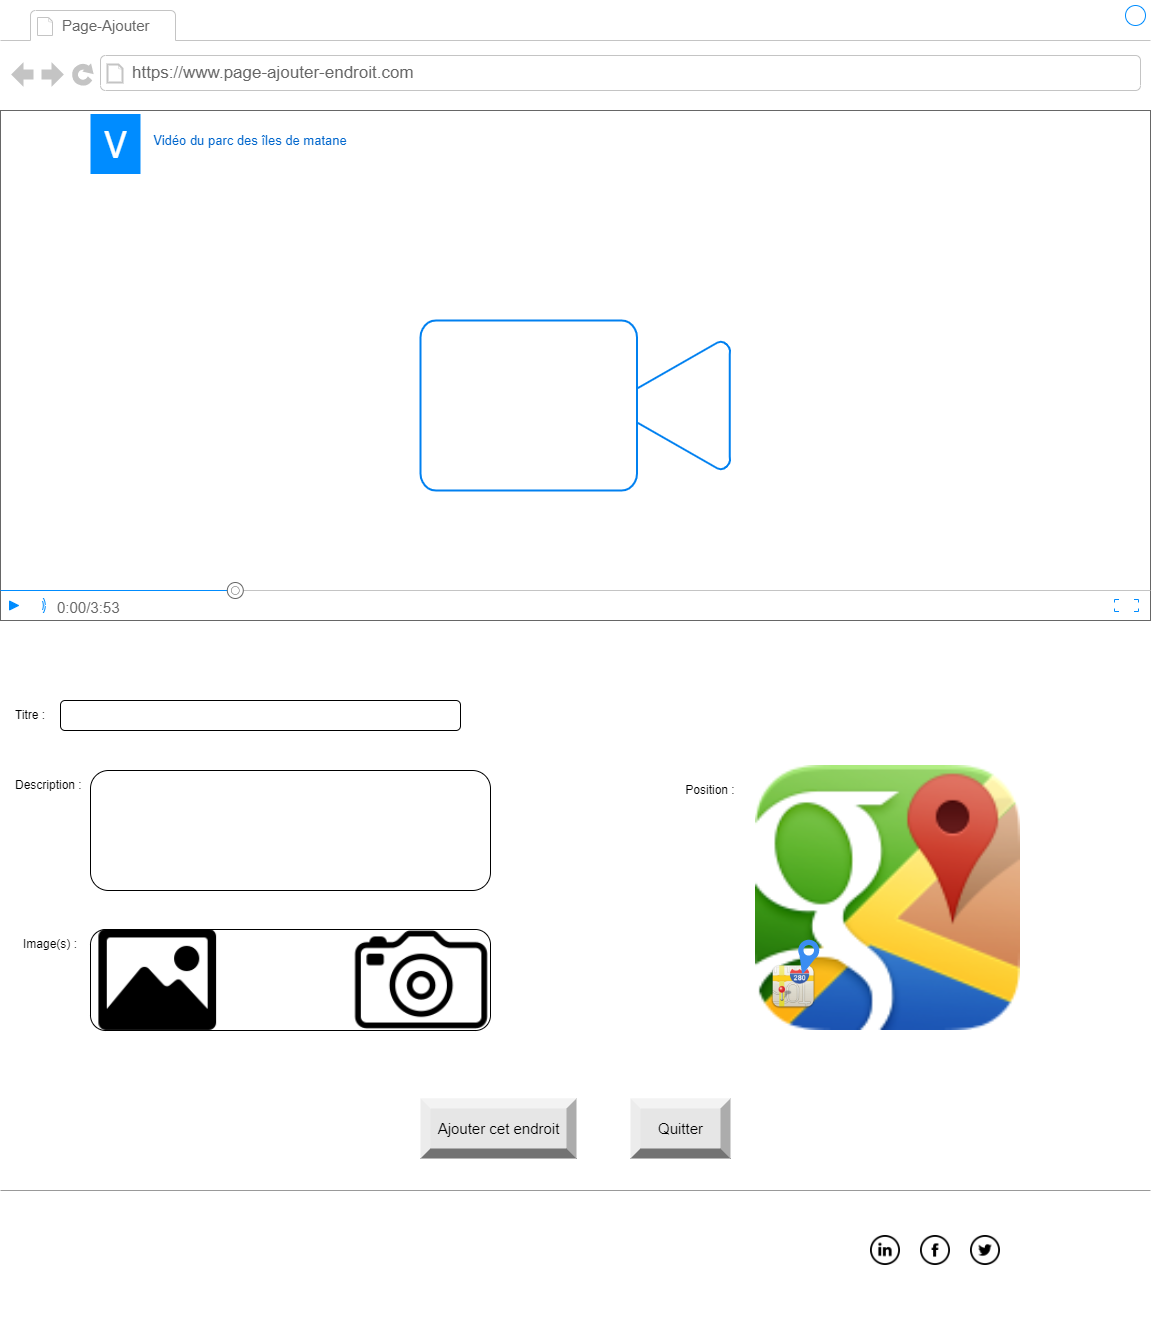 Page-Ajouter
https://www.page-ajouter-endroit.com
V
Vidéo du parc des îles de matane
0:00/3:53
Titre :
Description :
Position :
Image(s) :
280
Ajouter cet endroit
Quitter
in
f